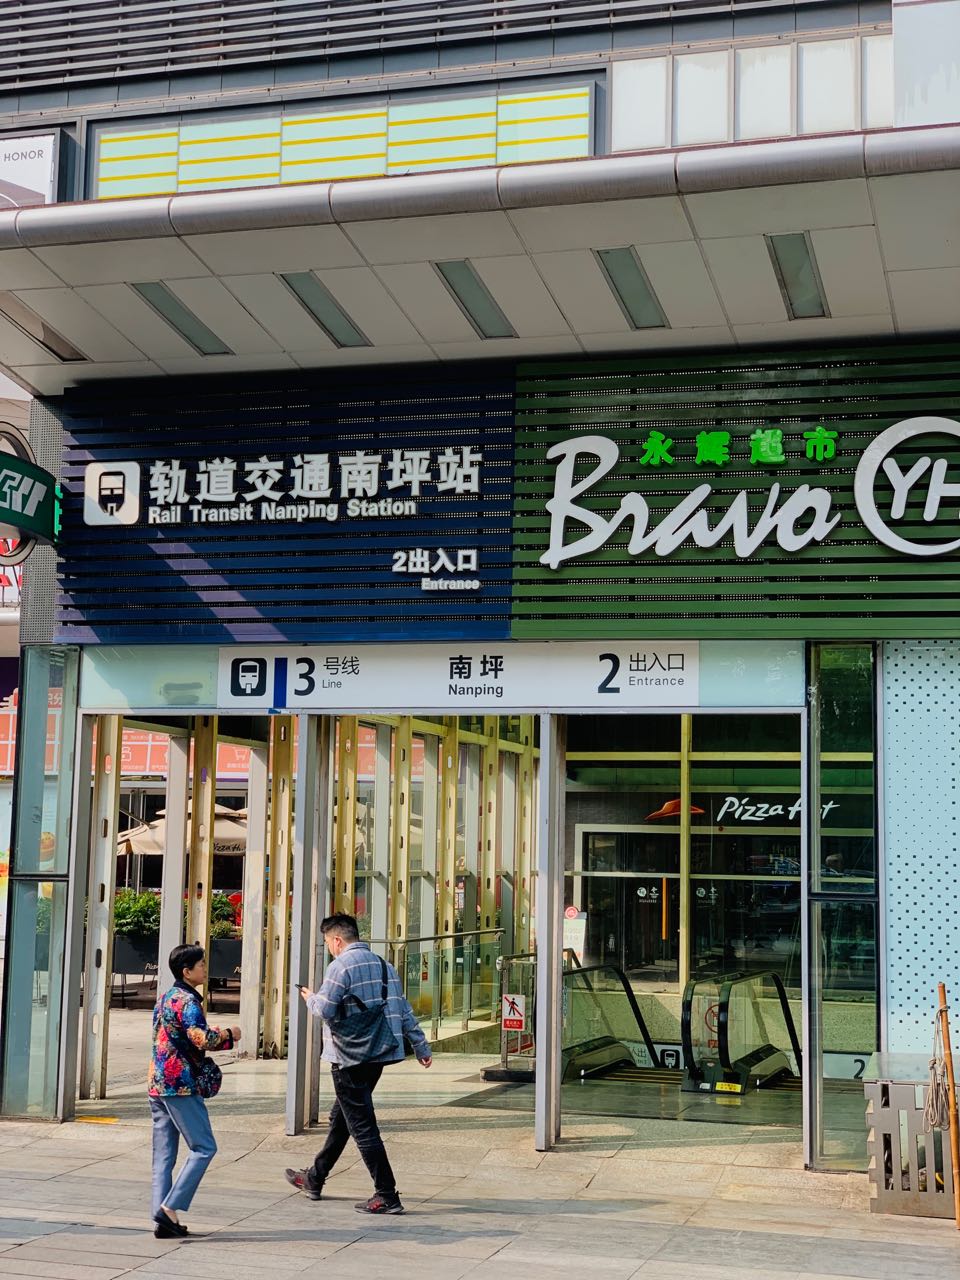 HONOR
轨道交通南坪站
Rail Transit Nanping Station
2出入口
Entrance
永辉超市
Bravo
YH
3号线
Line
南坪
Nanping
2出入口
Entrance
Pizza Hut
2